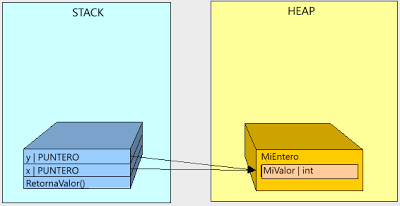 STACK
HEAP
y | PUNTERO
x | PUNTERO
RetornaValor()
MiEntero
MiValor | int